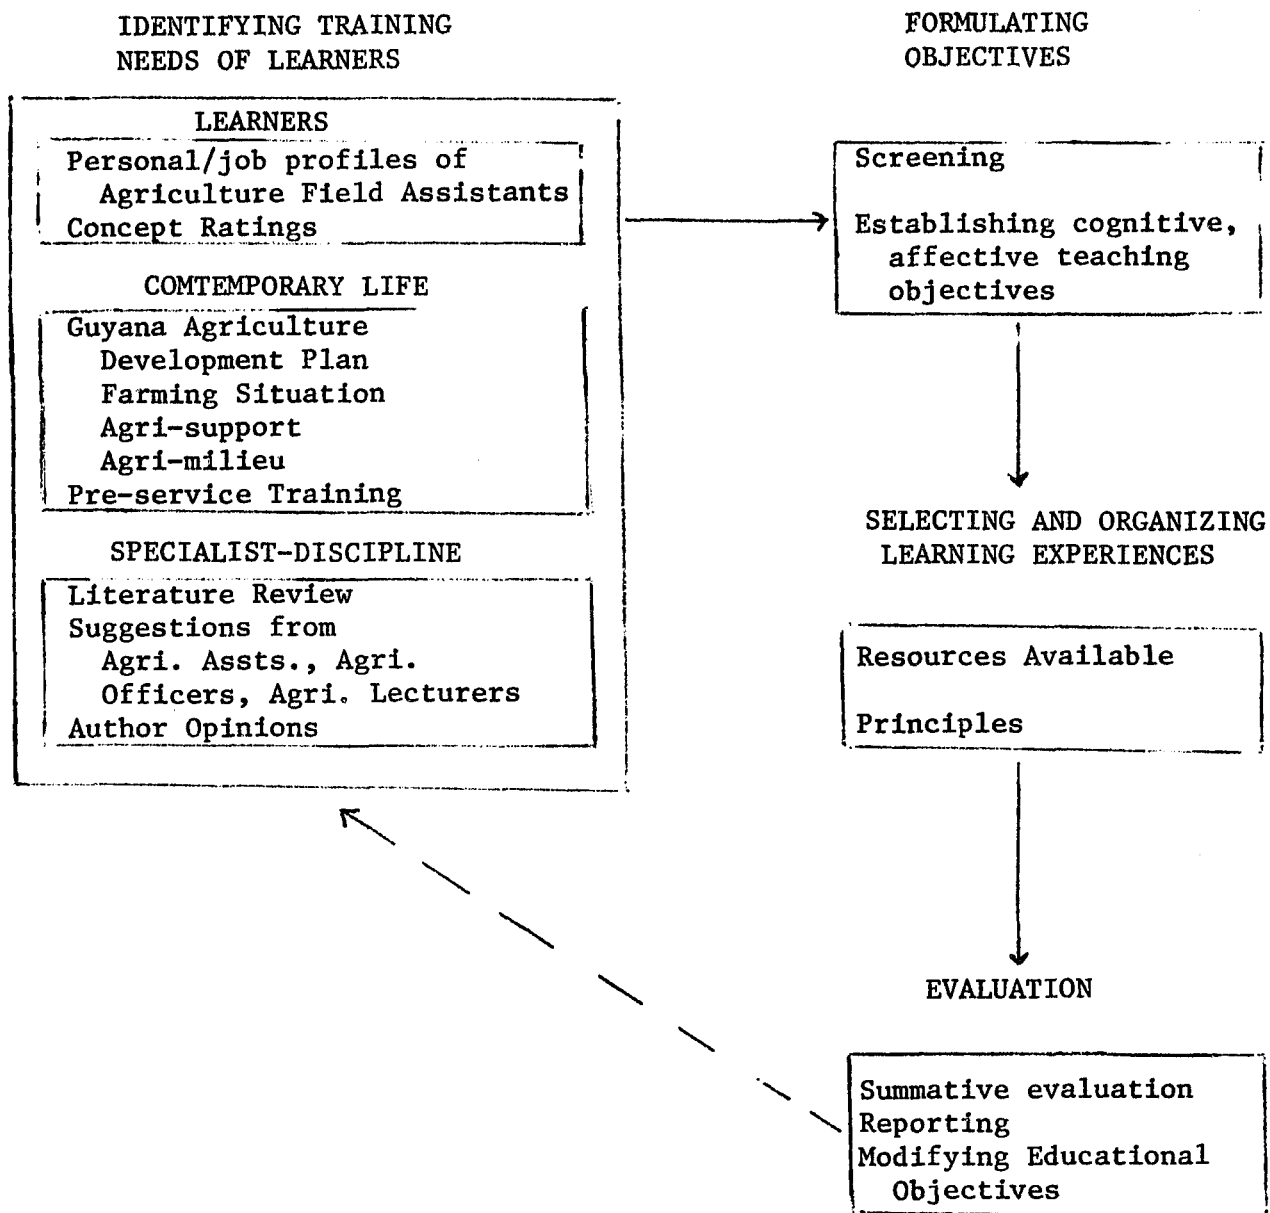 IDENTIFYING TRAINING
NEEDS OF LEARNERS
LEARNERS
Personal/job profiles of
Agriculture Field Assistants
Concept Ratings
COMTEMPORARY LIFE
Guyana Agriculture
Development Plan
Farming Situation
Agri-support
Agri-milieu
Pre-service Training
SPECIALIST-DISCIPLINE
Literature Review
Suggestions from
Agri. Assts., Agri.
Officers, Agri. Lecturers
Author Opinions
FORMULATING
OBJECTIVES
Screening
Establishing cognitive,
affective teaching
objectives
SELECTING AND ORGANIZING
LEARNING EXPERIENCES
Resources Available
Principles
EVALUATION
Summative evaluation
Reporting
Modifying Educational
Objectives